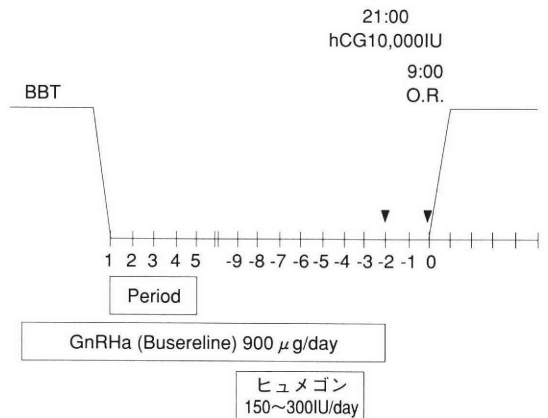 21:00
hCG10,000IU
9:00
O.R.
BBT
1 2 3 4 5 -9 -8 -7 -6 -5 -4 -3 -2 -1 0
Period
GnRHa (Busereline) 900 μg/day
ヒュメゴン
150～300IU/day